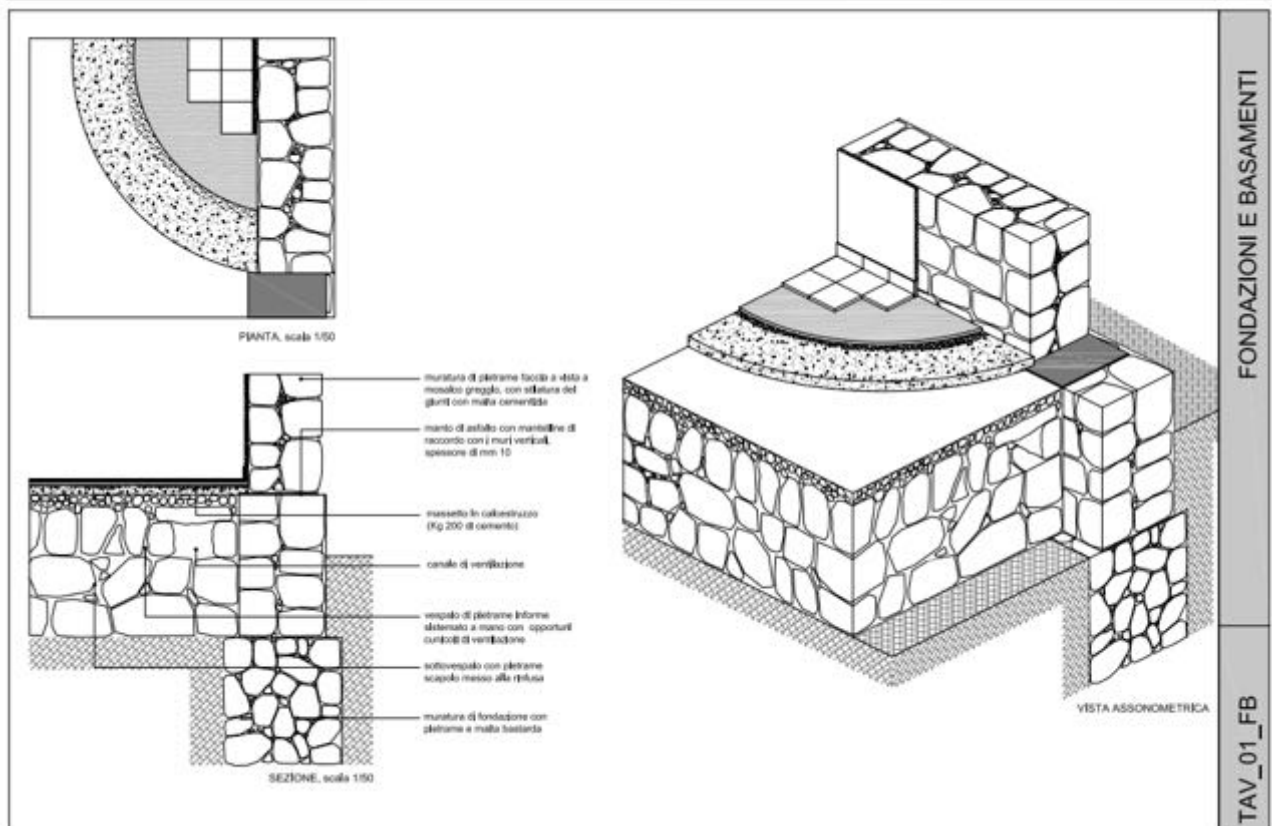 PIANTA, scala 1/50
muratura di pietrame faccia a vista a
mosaico greggio, con stilatura dei
giunti con malta cementizia
manto di asfalto con mantelline di
raccordo con i muri verticali,
spessore di mm 10
massetto in calcestruzzo
(Kg 200 di cemento)
canale di ventilazione
vespaio di pietrame informe
sistemato a mano con opportuni
cunicoli di ventilazione
sottovespaio con pietrame
scapolo messo alla rinfusa
muratura di fondazione con
pietrame e malta bastarda
SEZIONE, scala 1/50
VISTA ASSONOMETRICA
FONDAZIONI E BASAMENTI
TAV_01_FB